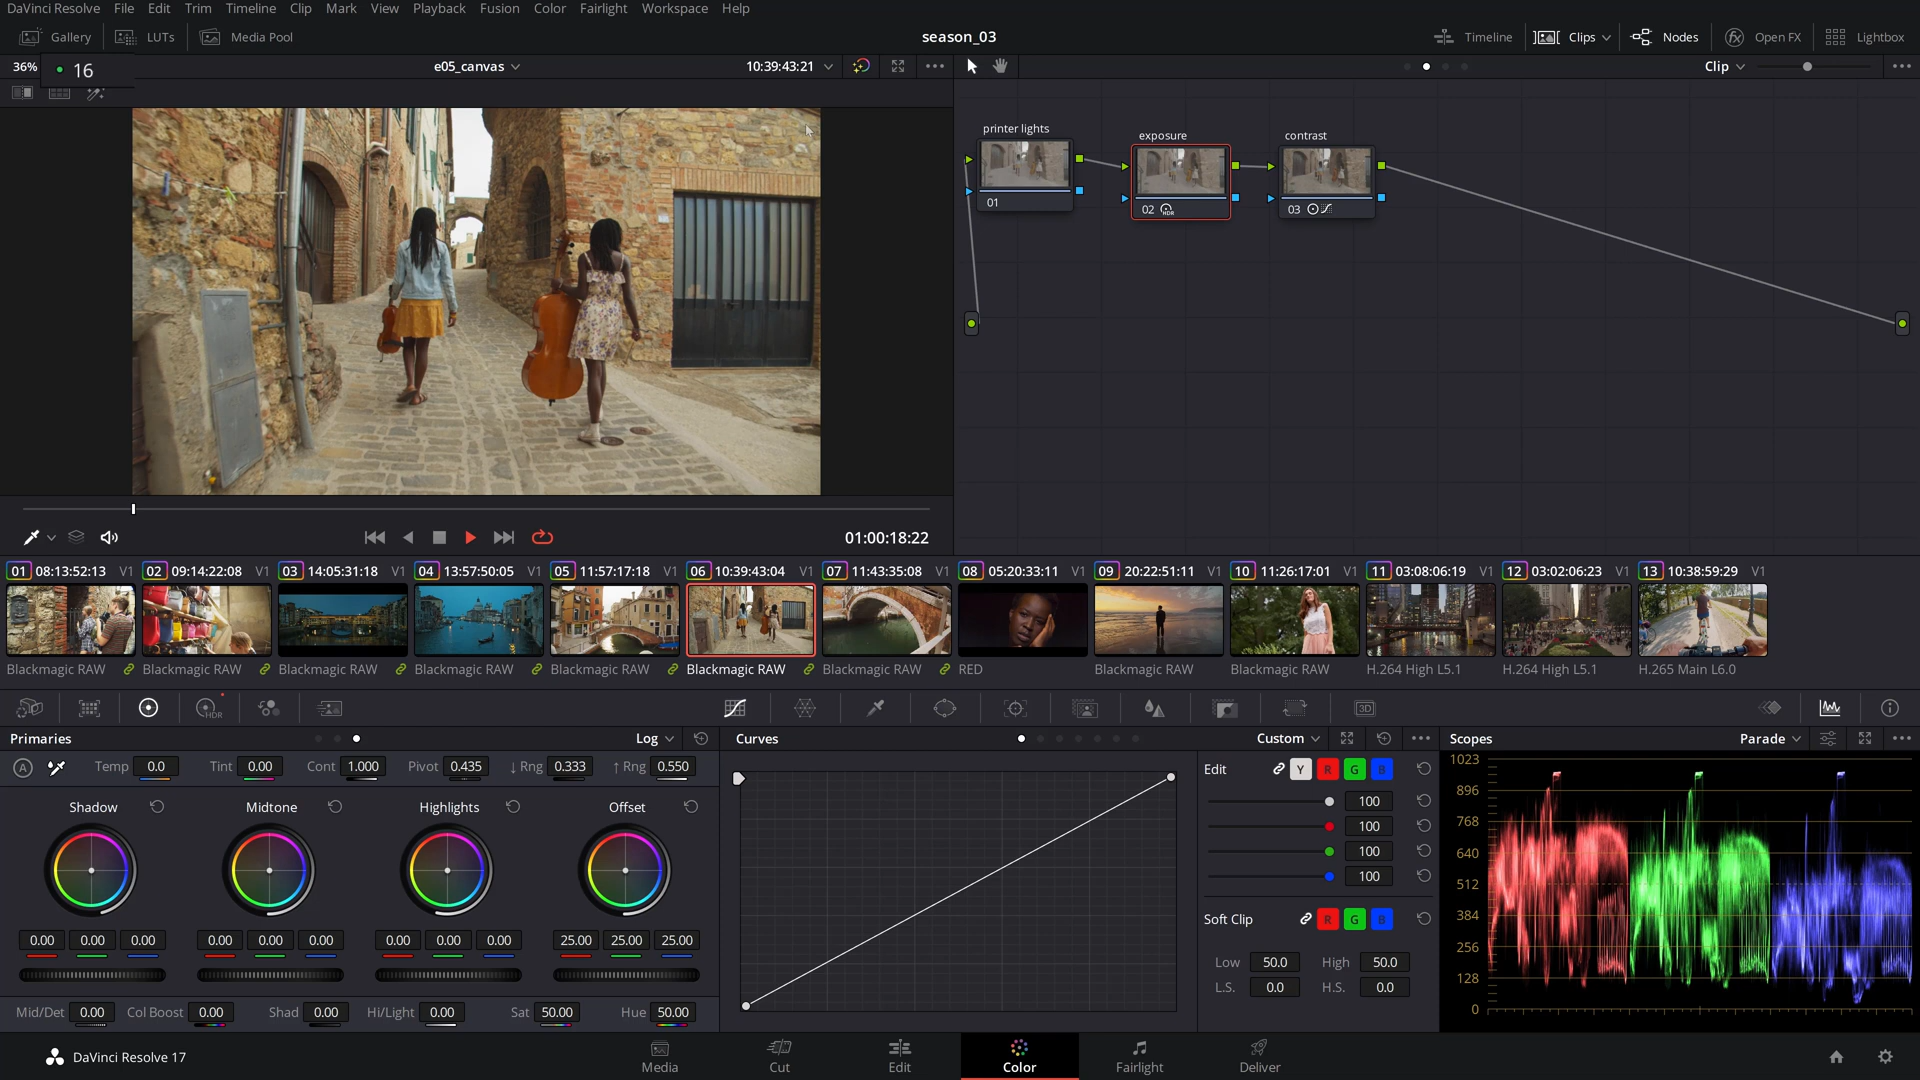 DaVinci Resolve File Edit Trim Timeline Clip Mark View Playback Fusion Color Fairlight Workspace Help
Gallery LUTs Media Pool season_03 Timeline Clips Nodes Open FX Lightbox
36% 16 e05_canvas 10:39:43:21 Clip
printer lights exposure contrast
01 02 HDR 03
01:00:18:22
01 08:13:52:13 V1 02 09:14:22:08 V1 03 14:05:31:18 V1 04 13:57:50:05 V1 05 11:57:17:18 V1 06 10:39:43:04 V1 07 11:43:35:08 V1 08 05:20:33:11 V1 09 20:22:51:11 V1 10 11:26:17:01 V1 11 03:08:06:19 V1 12 03:02:06:23 V1 13 10:38:59:29 V1
Blackmagic RAW Blackmagic RAW Blackmagic RAW Blackmagic RAW Blackmagic RAW Blackmagic RAW Blackmagic RAW RED Blackmagic RAW Blackmagic RAW H.264 High L5.1 H.264 High L5.1 H.265 Main L6.0
HDR 3D
Primaries Log Curves Custom Scopes Parade
A Temp 0.0 Tint 0.00 Cont 1.000 Pivot 0.435 ↓ Rng 0.333 ↑ Rng 0.550
Shadow Midtone Highlights Offset
0.00 0.00 0.00 0.00 0.00 0.00 0.00 0.00 0.00 25.00 25.00 25.00
Mid/Det 0.00 Col Boost 0.00 Shad 0.00 Hi/Light 0.00 Sat 50.00 Hue 50.00
Edit Y R G B
100
100
100
100
Soft Clip R G B
Low 50.0 High 50.0
L.S. 0.0 H.S. 0.0
1023
896
768
640
512
384
256
128
0
DaVinci Resolve 17 Media Cut Edit Color Fairlight Deliver